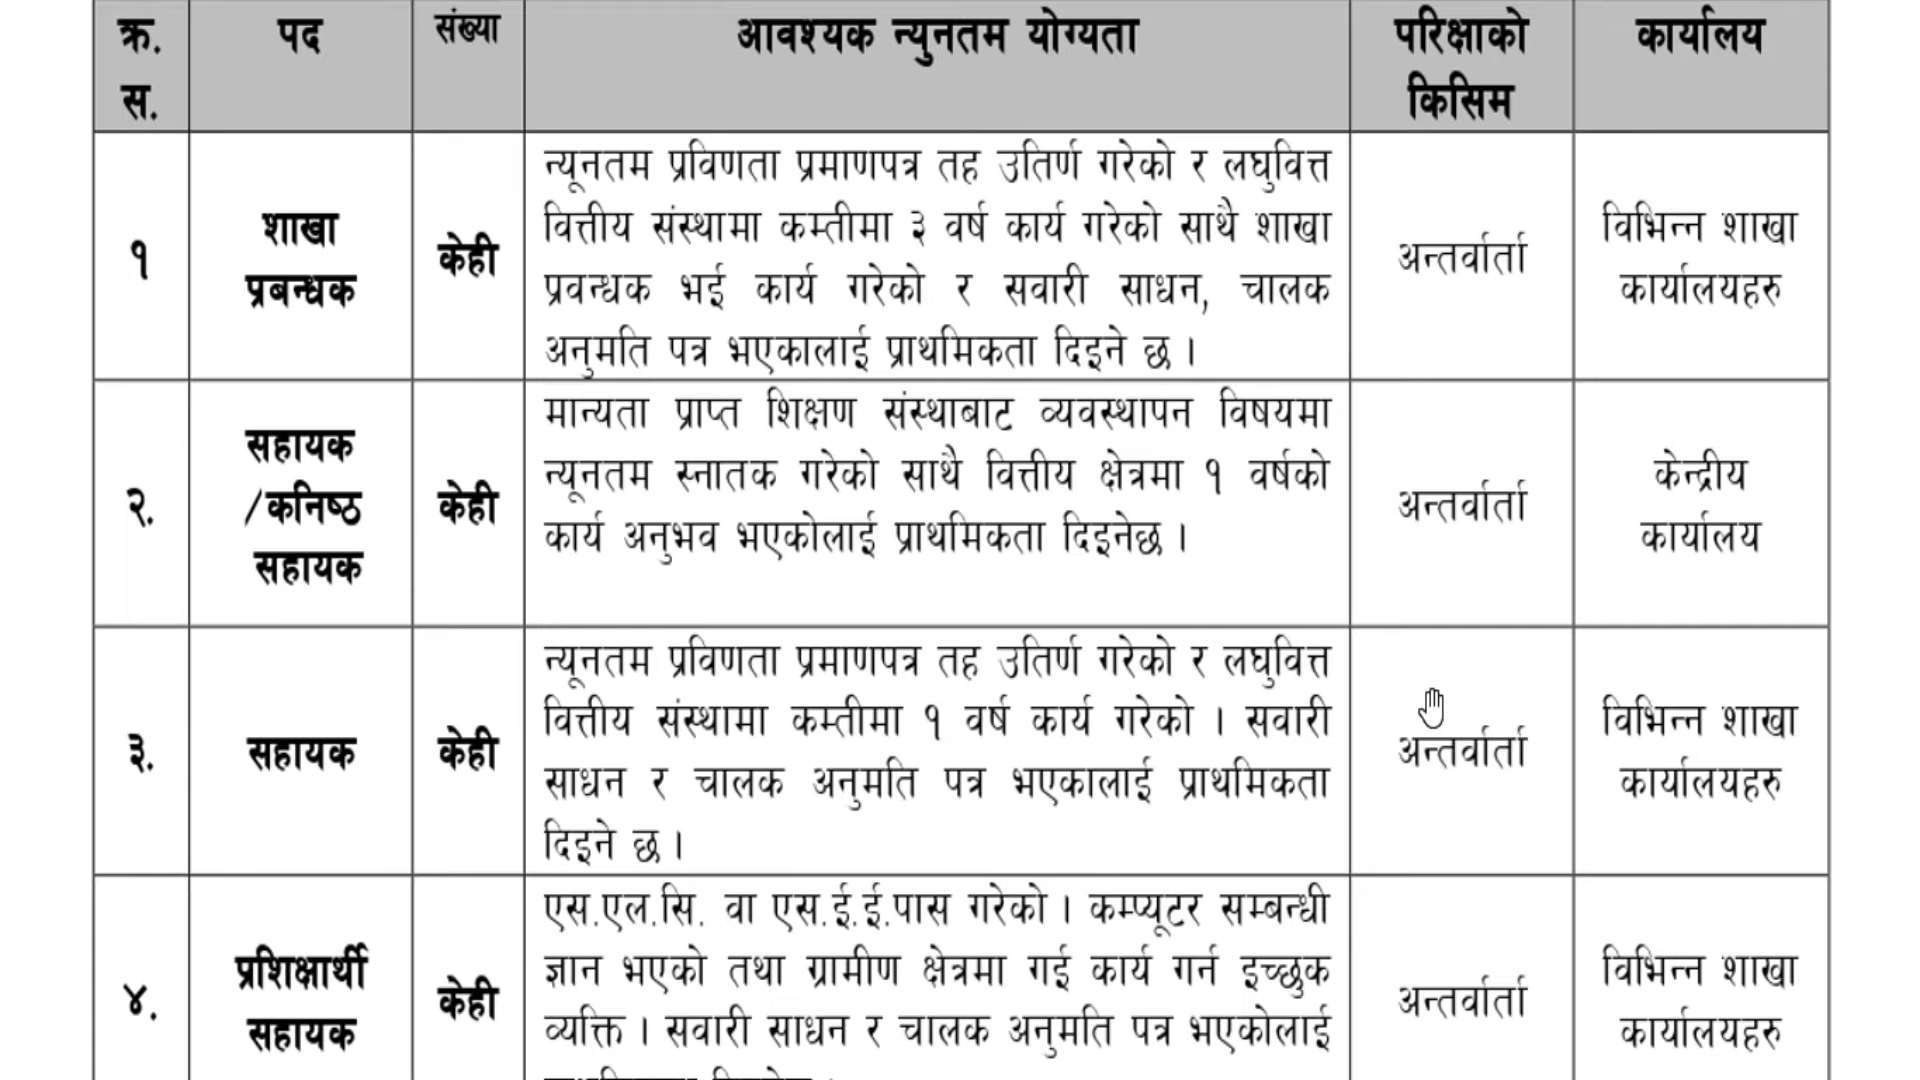 क्र. स.
पद
संख्या
आवश्यक न्युनतम योग्यता
परिक्षाको किसिम
कार्यालय
१
शाखा
प्रबन्धक
केही
न्यूनतम प्रविणता प्रमाणपत्र तह उतिर्ण गरेको र लघुवित्त
वित्तीय संस्थामा कम्तीमा ३ वर्ष कार्य गरेको साथै शाखा
प्रवन्धक भई कार्य गरेको र सवारी साधन, चालक
अनुमति पत्र भएकालाई प्राथमिकता दिइने छ ।
अन्तर्वार्ता
विभिन्न शाखा
कार्यालयहरु
२.
सहायक
/कनिष्ठ
सहायक
केही
मान्यता प्राप्त शिक्षण संस्थाबाट व्यवस्थापन विषयमा
न्यूनतम स्नातक गरेको साथै वित्तीय क्षेत्रमा १ वर्षको
कार्य अनुभव भएकोलाई प्राथमिकता दिइनेछ ।
अन्तर्वार्ता
केन्द्रीय
कार्यालय
३.
सहायक
केही
न्यूनतम प्रविणता प्रमाणपत्र तह उतिर्ण गरेको र लघुवित्त
वित्तीय संस्थामा कम्तीमा १ वर्ष कार्य गरेको । सवारी
साधन र चालक अनुमति पत्र भएकालाई प्राथमिकता
दिइने छ ।
अन्तर्वार्ता
विभिन्न शाखा
कार्यालयहरु
४.
प्रशिक्षार्थी
सहायक
केही
एस.एल.सि. वा एस.ई.ई.पास गरेको । कम्प्यूटर सम्बन्धी
ज्ञान भएको तथा ग्रामीण क्षेत्रमा गई कार्य गर्न इच्छुक
व्यक्ति । सवारी साधन र चालक अनुमति पत्र भएकोलाई
अन्तर्वार्ता
विभिन्न शाखा
कार्यालयहरु